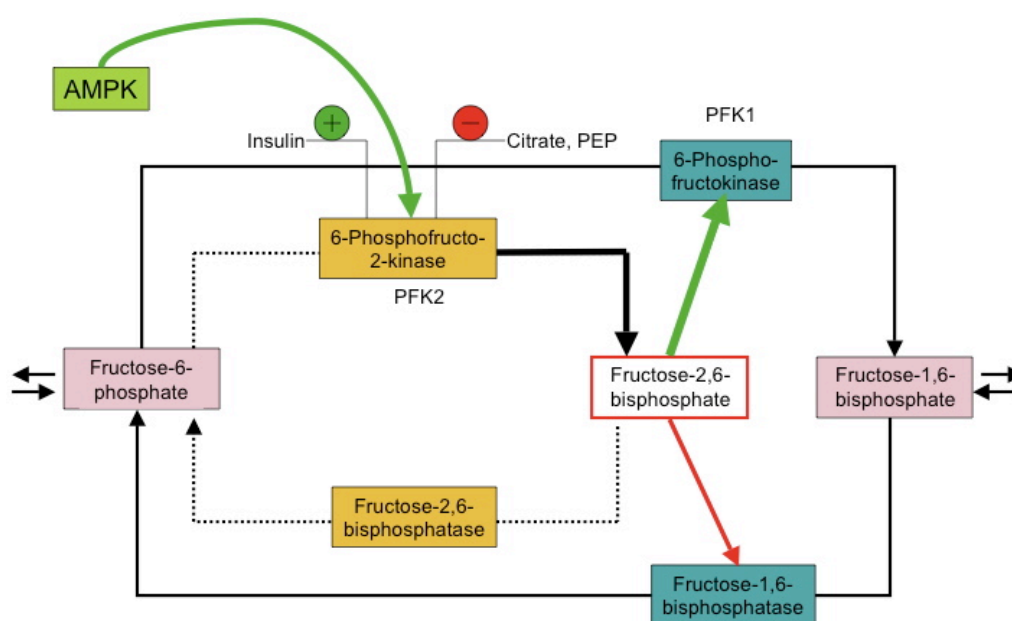 AMPK
Insulin
+
−
Citrate, PEP
PFK1
6-Phospho-
fructokinase
6-Phosphofructo-
2-kinase
PFK2
Fructose-6-
phosphate
Fructose-2,6-
bisphosphate
Fructose-1,6-
bisphosphate
Fructose-2,6-
bisphosphatase
Fructose-1,6-
bisphosphatase